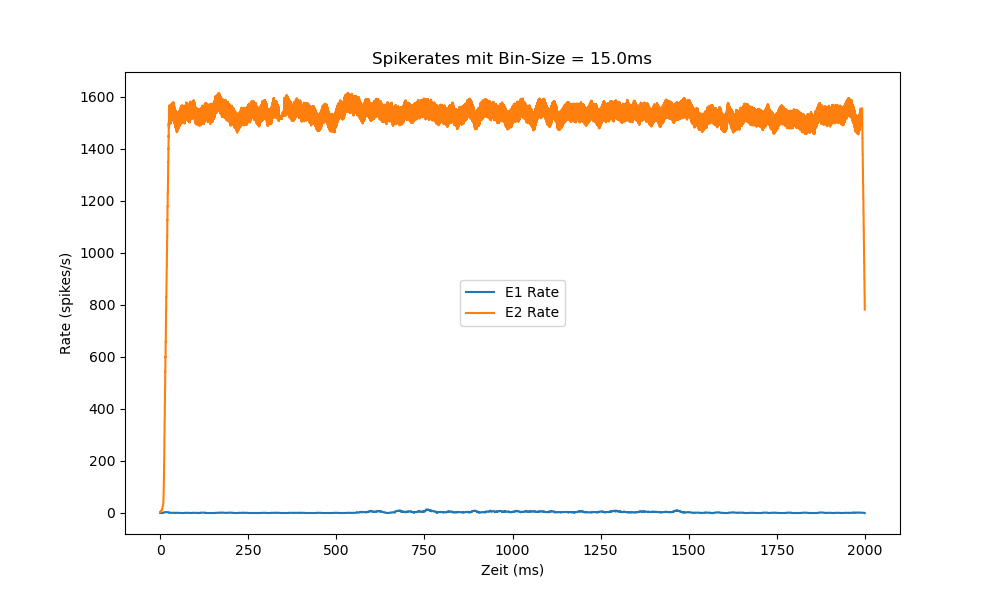 Spikerates mit Bin-Size = 15.0ms
1600
1400
1200
1000
800
600
400
200
0
Rate (spikes/s)
E1 Rate
E2 Rate
0 250 500 750 1000 1250 1500 1750 2000
Zeit (ms)